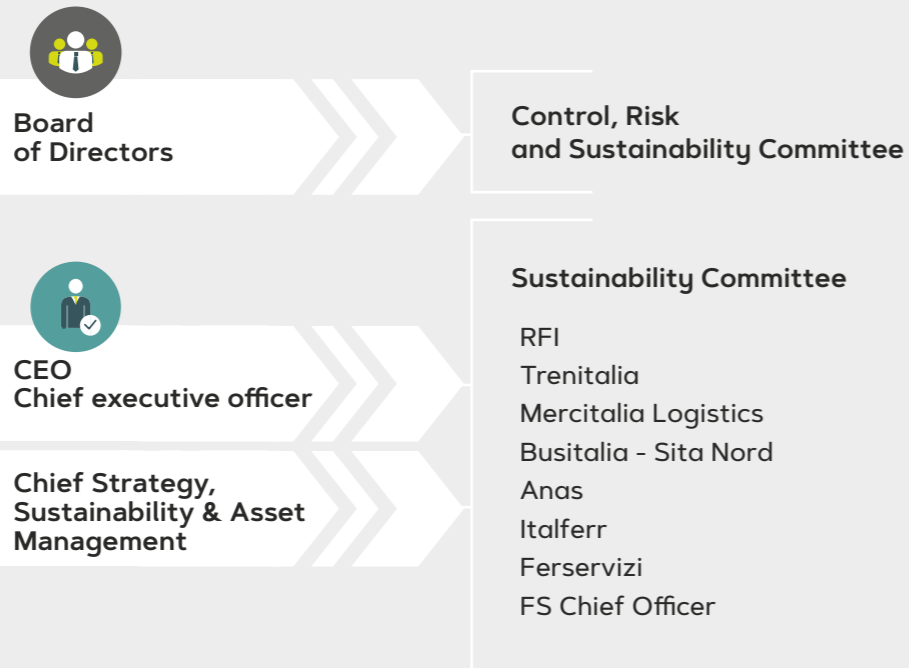 Board
of Directors
Control, Risk
and Sustainability Committee
CEO
Chief executive officer
Chief Strategy,
Sustainability & Asset
Management
Sustainability Committee
RFI
Trenitalia
Mercitalia Logistics
Busitalia - Sita Nord
Anas
Italferr
Ferservizi
FS Chief Officer